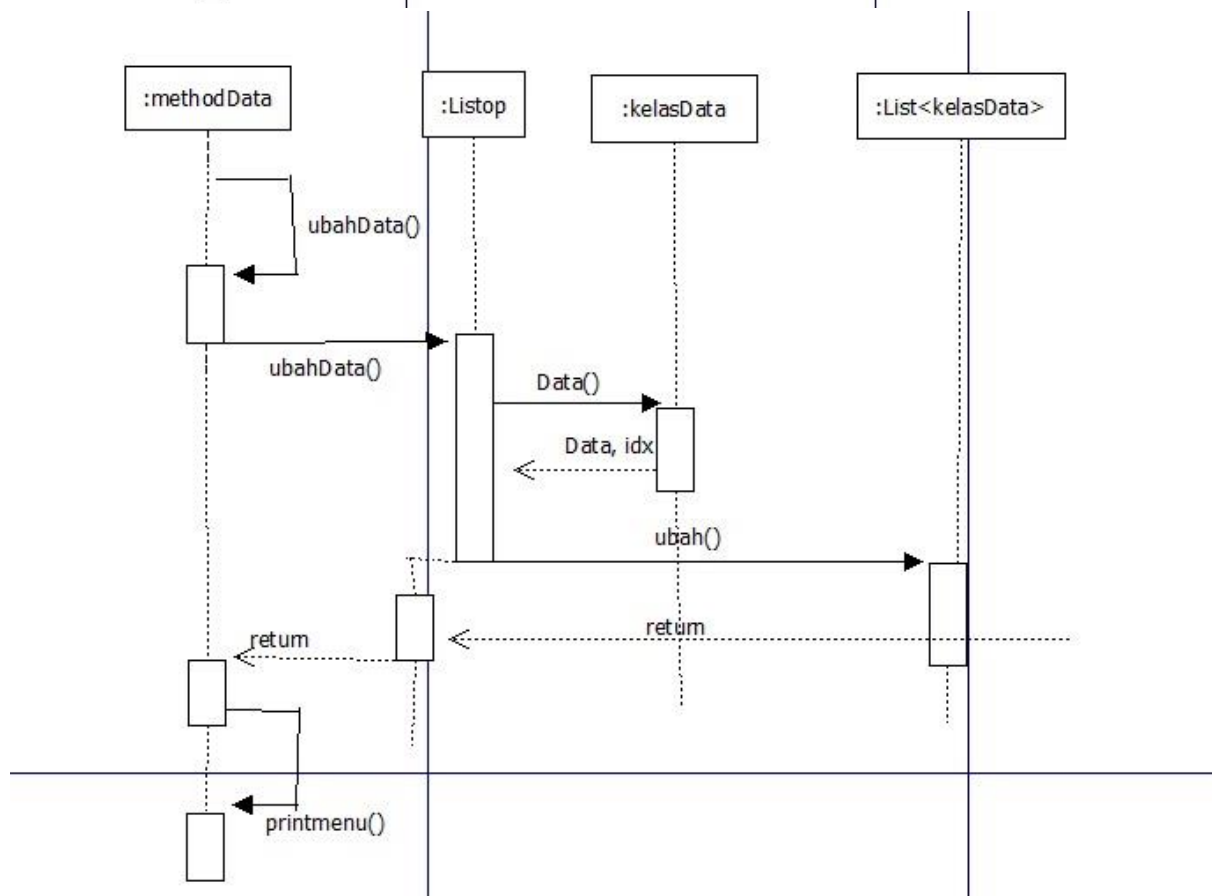 :methodData
:Listop
:kelasData
:List<kelasData>
ubahData()
ubahData()
Data()
Data, idx
ubah()
return
return
printmenu()